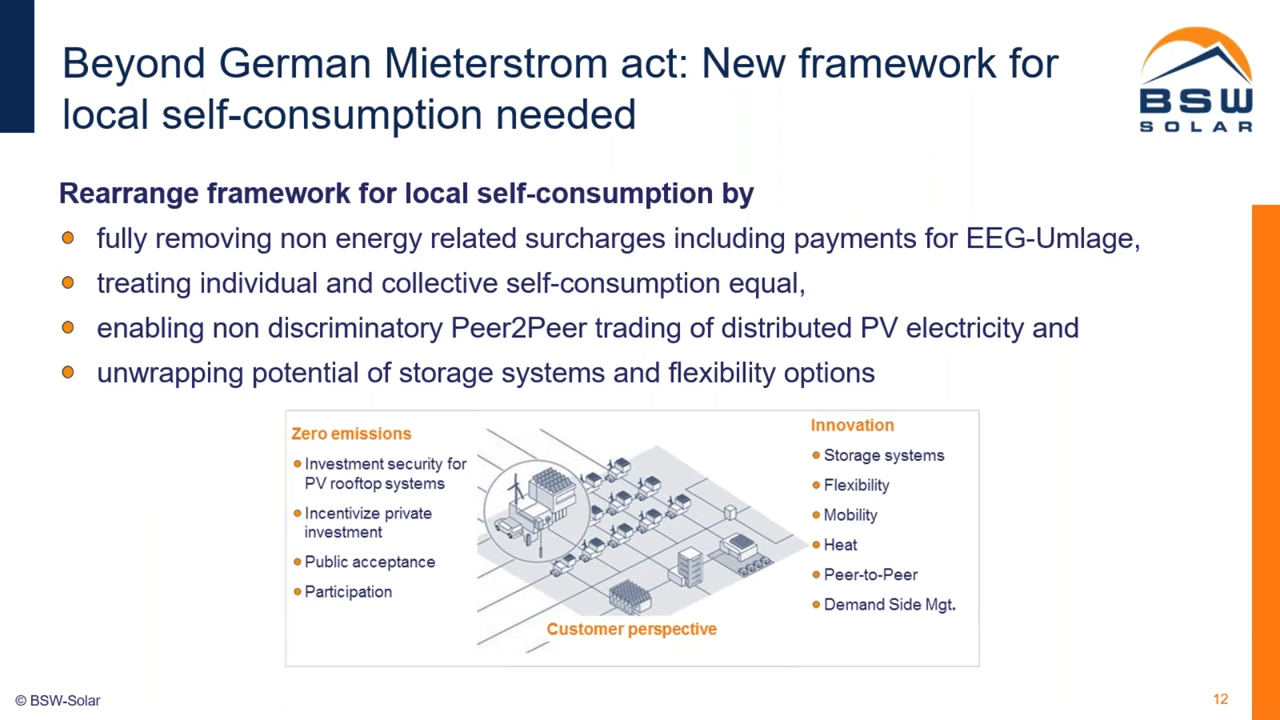 Beyond German Mieterstrom act: New framework for
local self-consumption needed
BSW
SOLAR
Rearrange framework for local self-consumption by
fully removing non energy related surcharges including payments for EEG-Umlage,
treating individual and collective self-consumption equal,
enabling non discriminatory Peer2Peer trading of distributed PV electricity and
unwrapping potential of storage systems and flexibility options
Zero emissions
Investment security for
PV rooftop systems
Incentivize private
investment
Public acceptance
Participation
Customer perspective
Innovation
Storage systems
Flexibility
Mobility
Heat
Peer-to-Peer
Demand Side Mgt.
© BSW-Solar
12